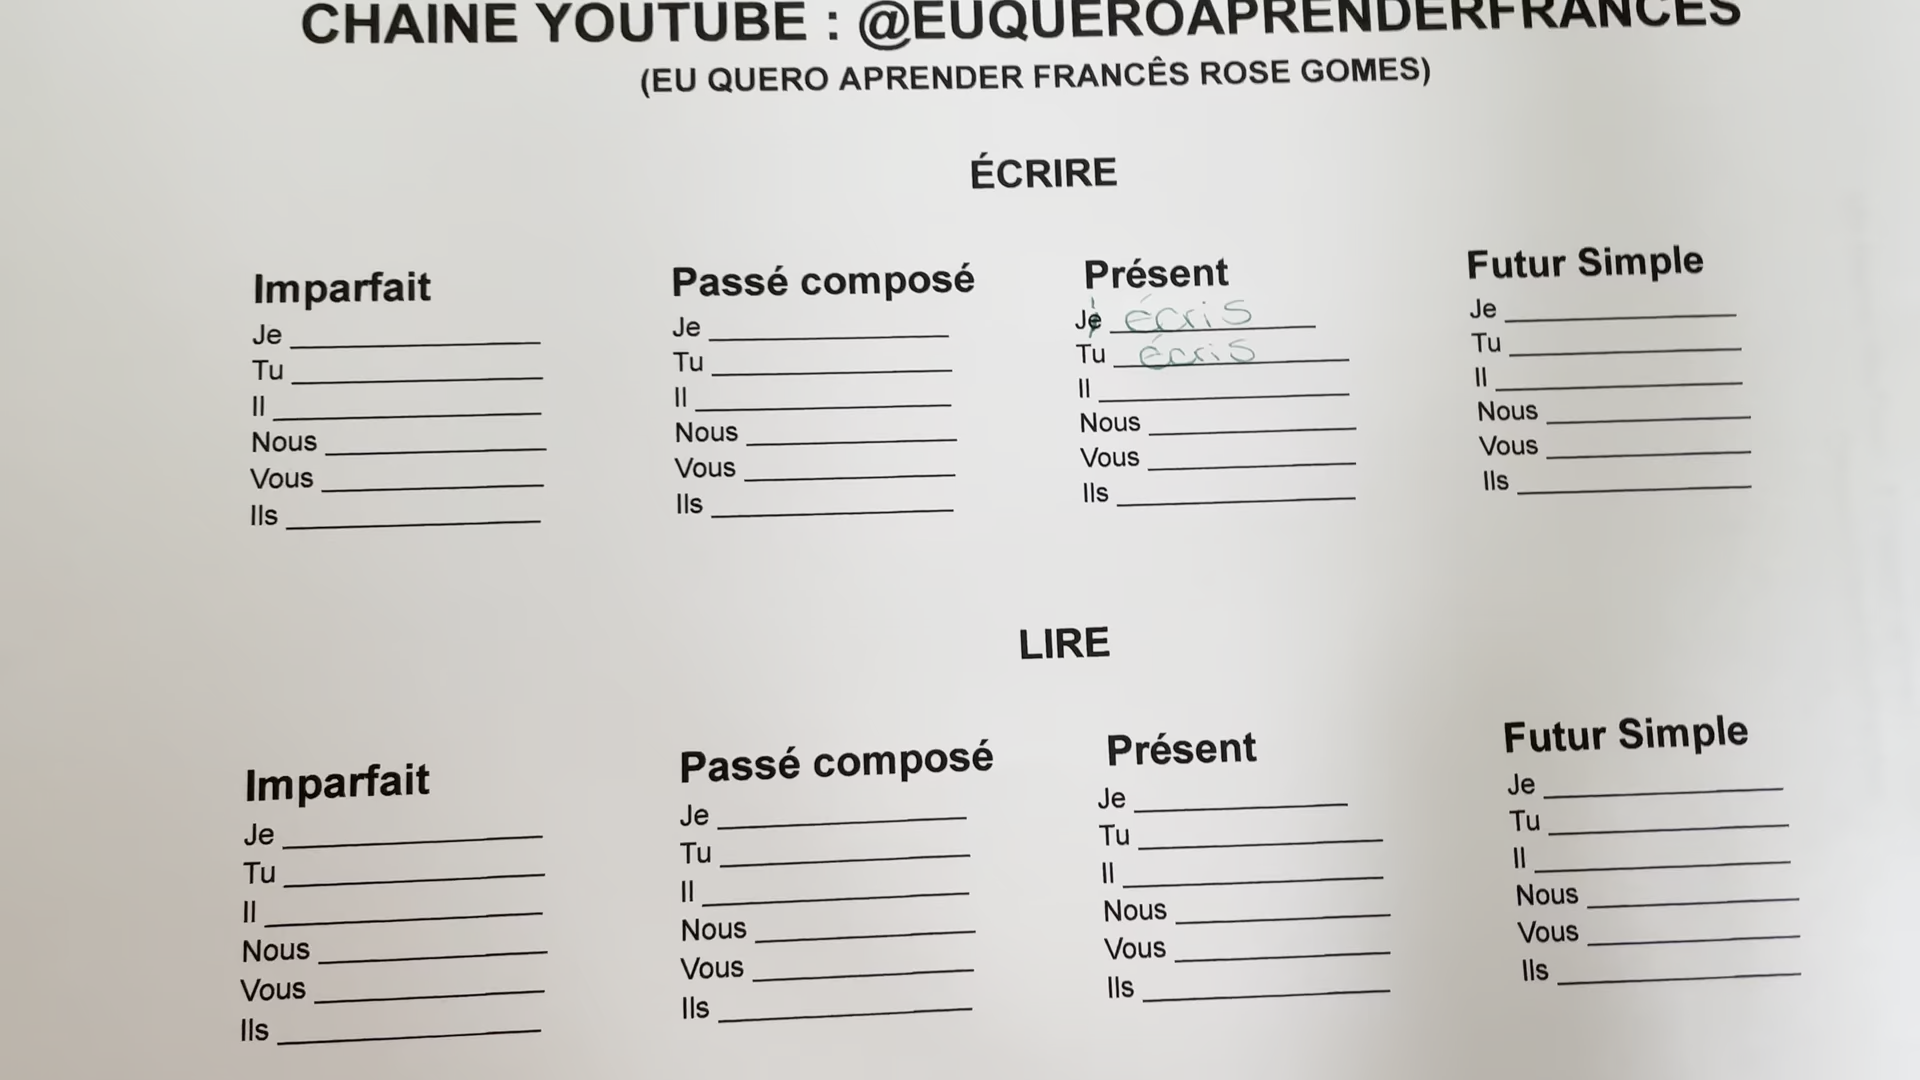 CHAINE YOUTUBE : @EUQUEROAPRENDERFRANCES
(EU QUERO APRENDER FRANCÊS ROSE GOMES)
ÉCRIRE
Imparfait
Je
Tu
Il
Nous
Vous
Ils
Passé composé
Je
Tu
Il
Nous
Vous
Ils
Présent
J' écris
Tu écris
Il
Nous
Vous
Ils
Futur Simple
Je
Tu
Il
Nous
Vous
Ils
LIRE
Imparfait
Je
Tu
Il
Nous
Vous
Ils
Passé composé
Je
Tu
Il
Nous
Vous
Ils
Présent
Je
Tu
Il
Nous
Vous
Ils
Futur Simple
Je
Tu
Il
Nous
Vous
Ils